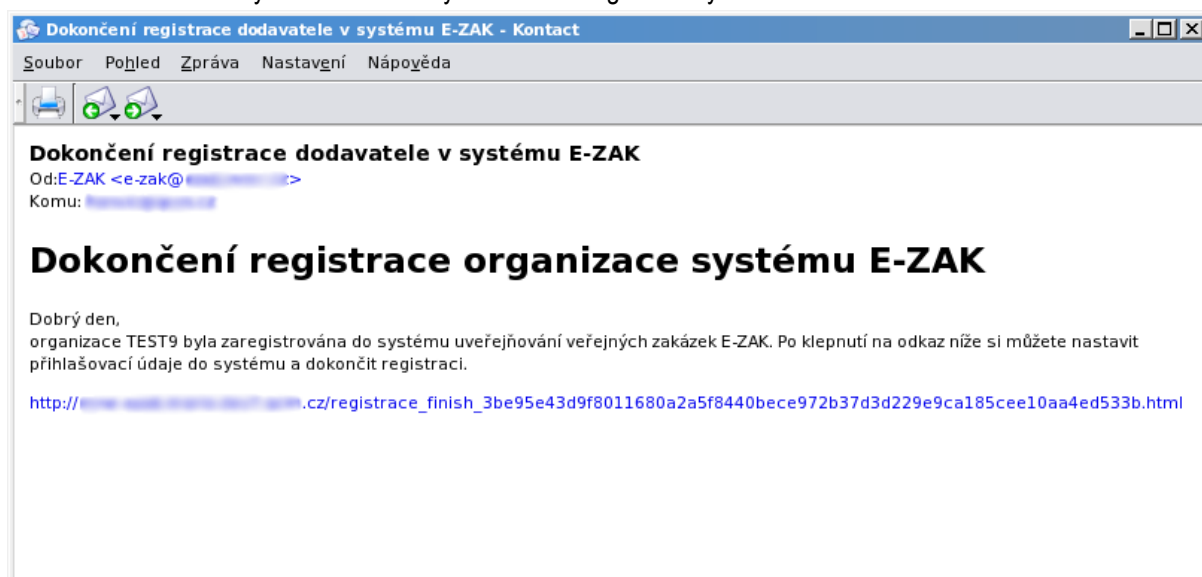 Dokončení registrace dodavatele v systému E-ZAK - Kontact
Soubor Pohled Zpráva Nastavení Nápověda
Dokončení registrace dodavatele v systému E-ZAK
Od:E-ZAK <e-zak@ >
Komu:
Dokončení registrace organizace systému E-ZAK
Dobrý den,
organizace TEST9 byla zaregistrována do systému uveřejňování veřejných zakázek E-ZAK. Po klepnutí na odkaz níže si můžete nastavit
přihlašovací údaje do systému a dokončit registraci.
http:// .cz/registrace_finish_3be95e43d9f8011680a2a5f8440bece972b37d3d229e9ca185cee10aa4ed533b.html